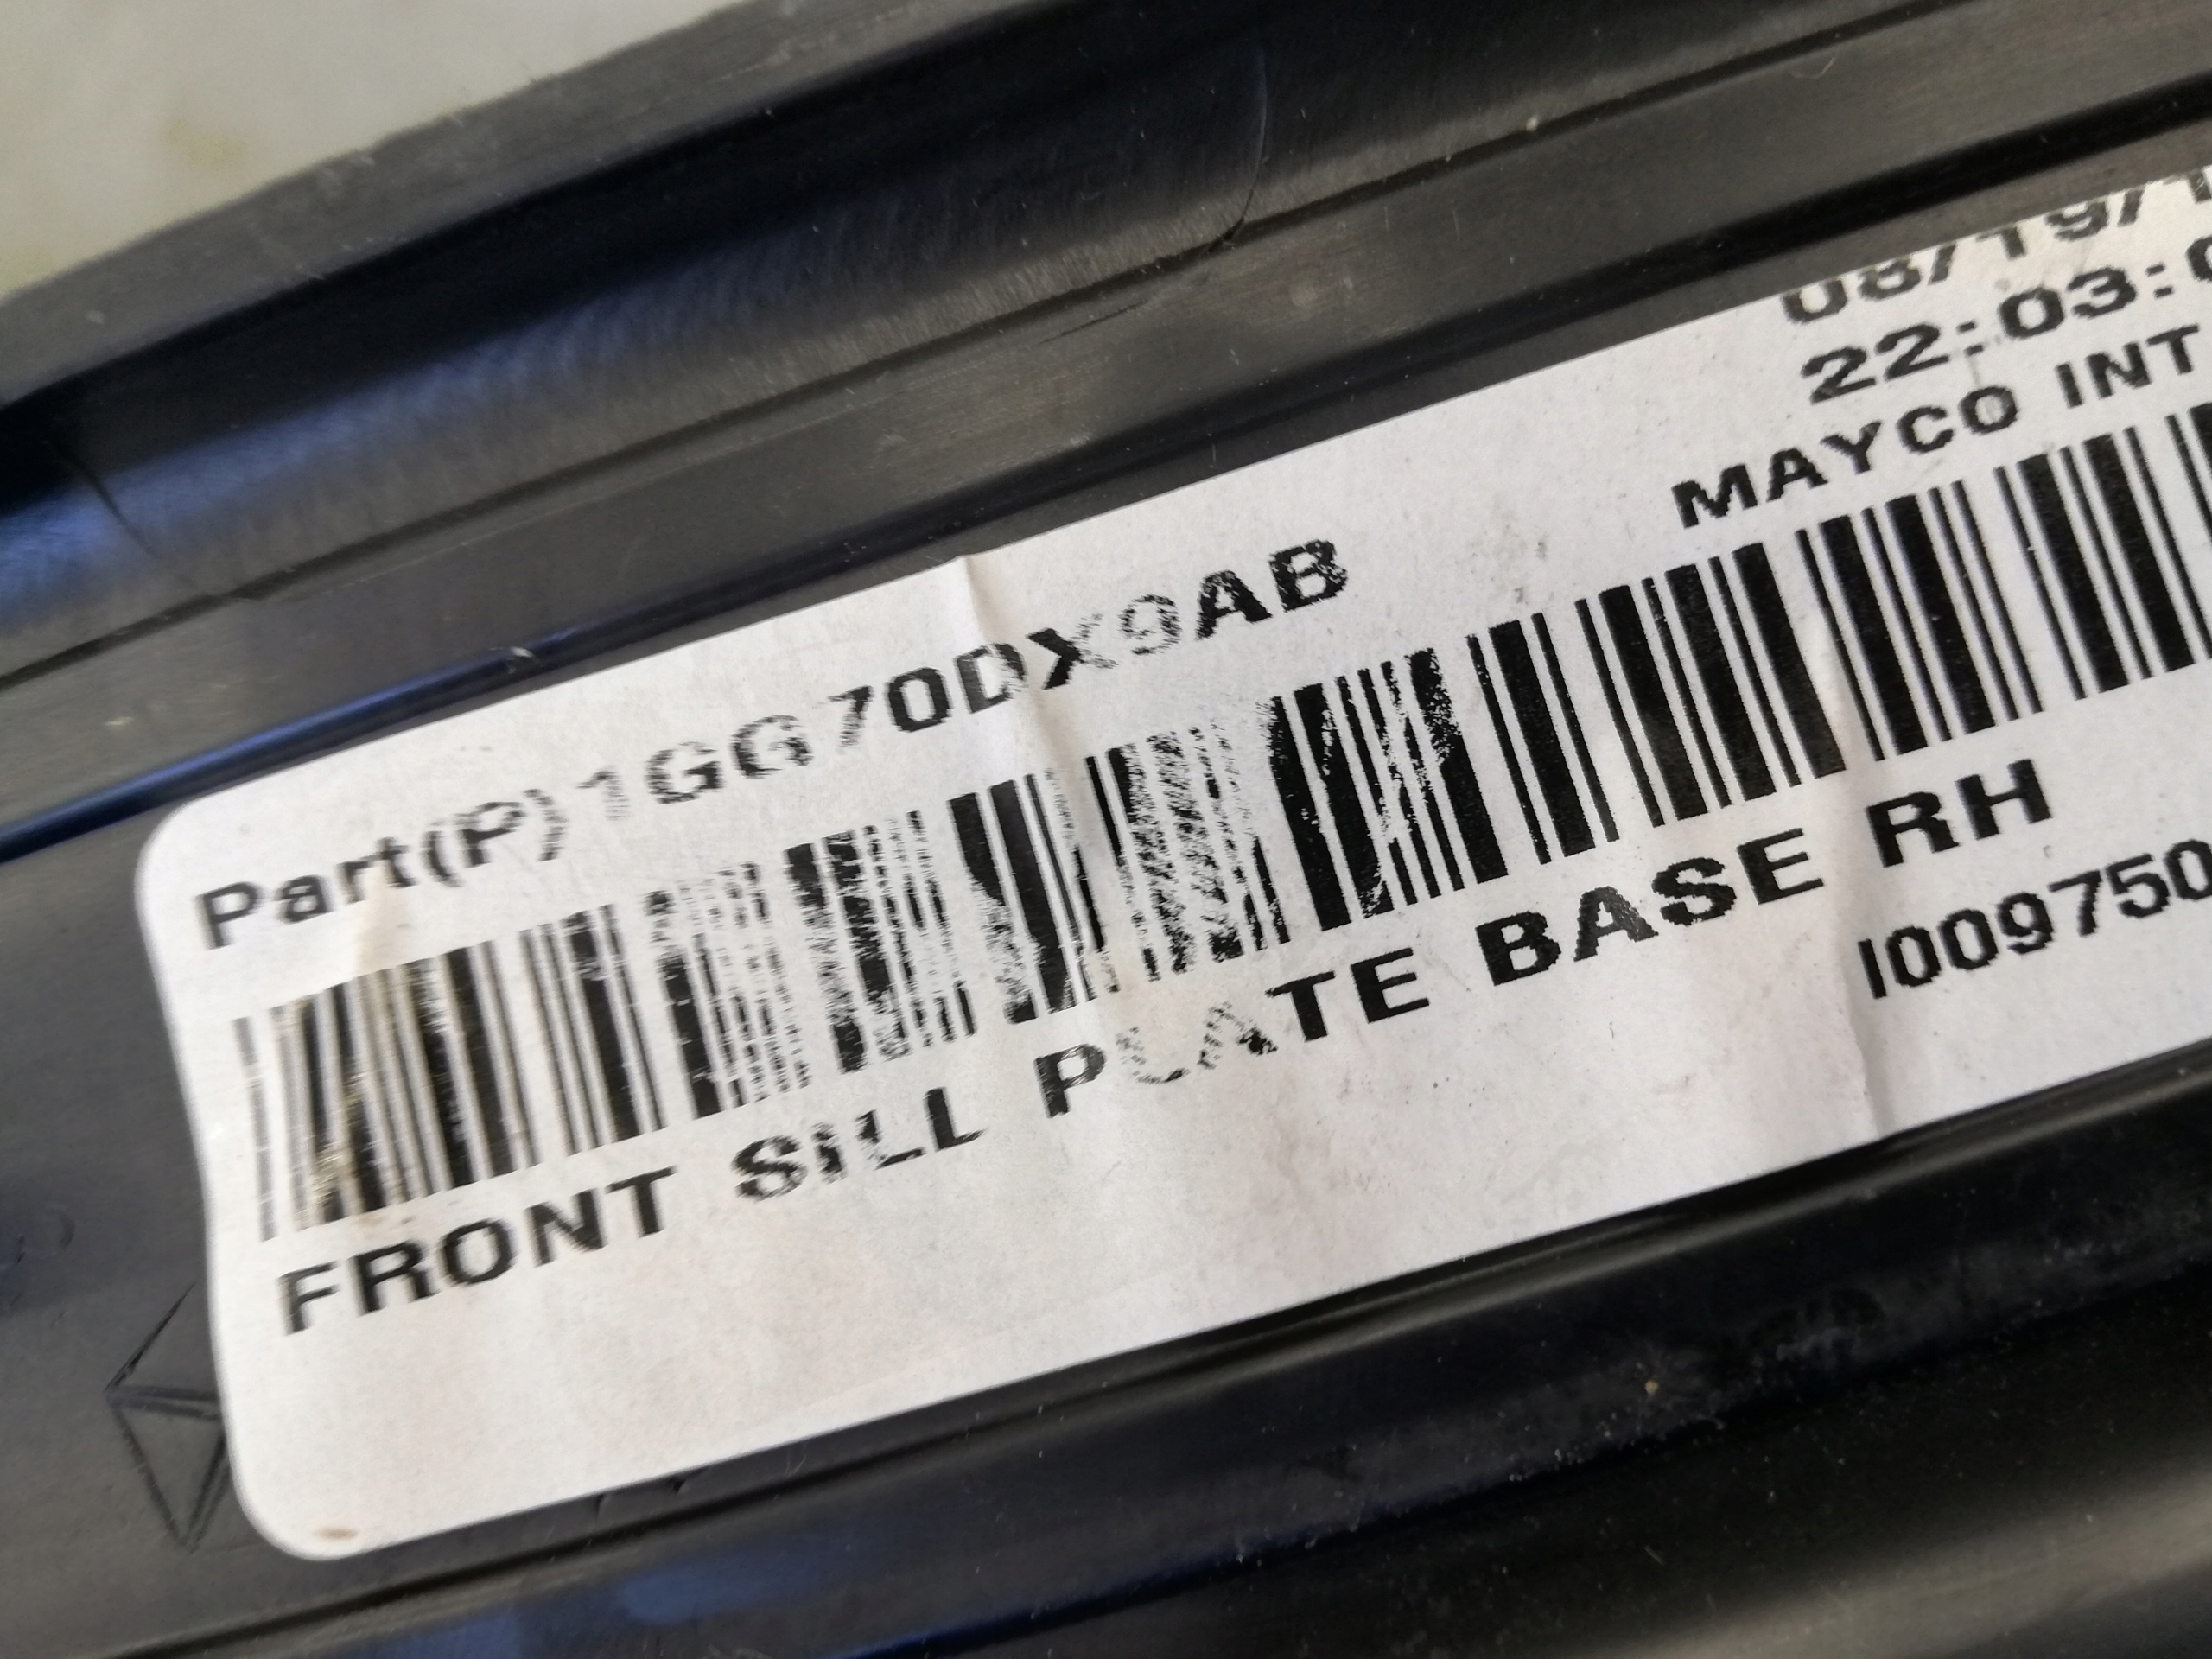 08/19/1
22:03:0
MAYCO INT
Part(P)1GG70DX9AB
FRONT SILL PLATE BASE RH
I009750